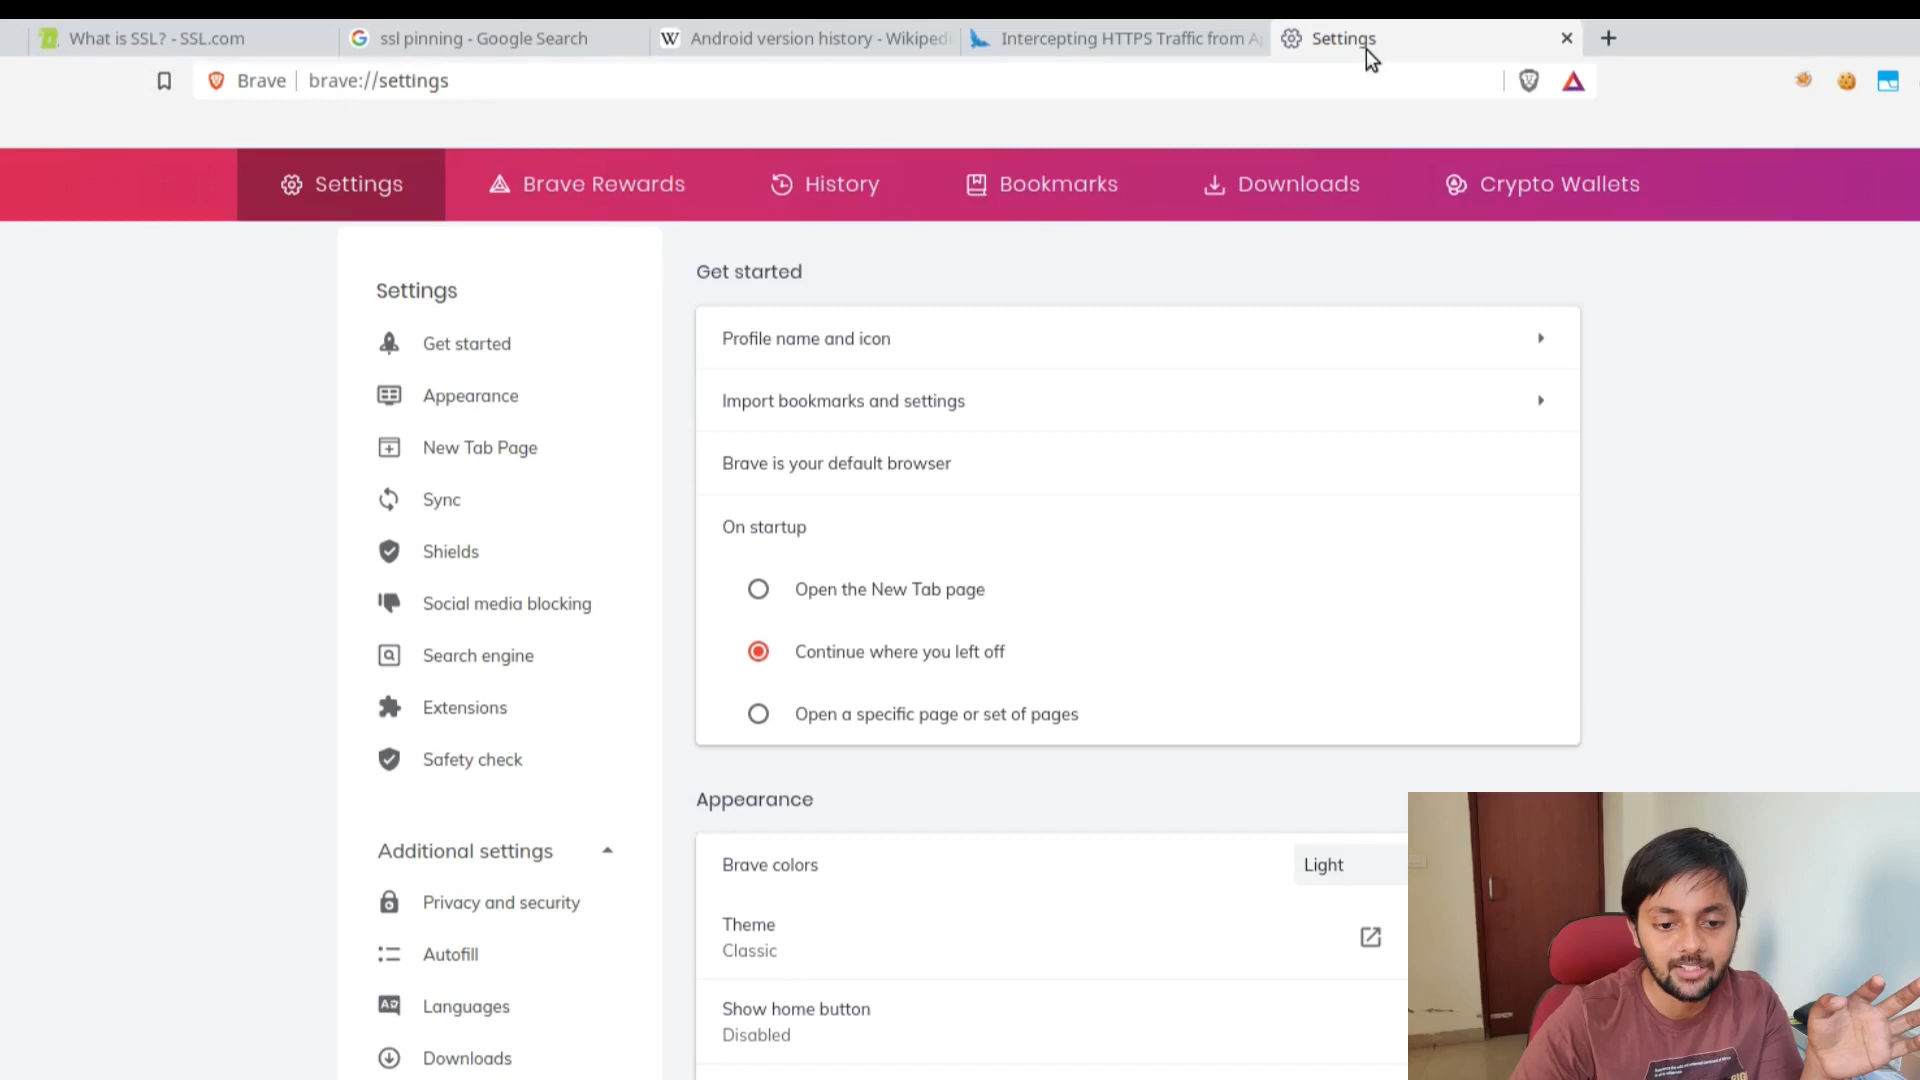 What is SSL? - SSL.com
ssl pinning - Google Search
Android version history - Wikiped
Intercepting HTTPS Traffic from A
Settings
Brave | brave://settings
Settings
Brave Rewards
History
Bookmarks
Downloads
Crypto Wallets
Settings
Get started
Appearance
New Tab Page
Sync
Shields
Social media blocking
Search engine
Extensions
Safety check
Additional settings
Privacy and security
Autofill
Languages
Downloads
Get started
Profile name and icon
Import bookmarks and settings
Brave is your default browser
On startup
Open the New Tab page
Continue where you left off
Open a specific page or set of pages
Appearance
Brave colors
Light
Theme
Classic
Show home button
Disabled